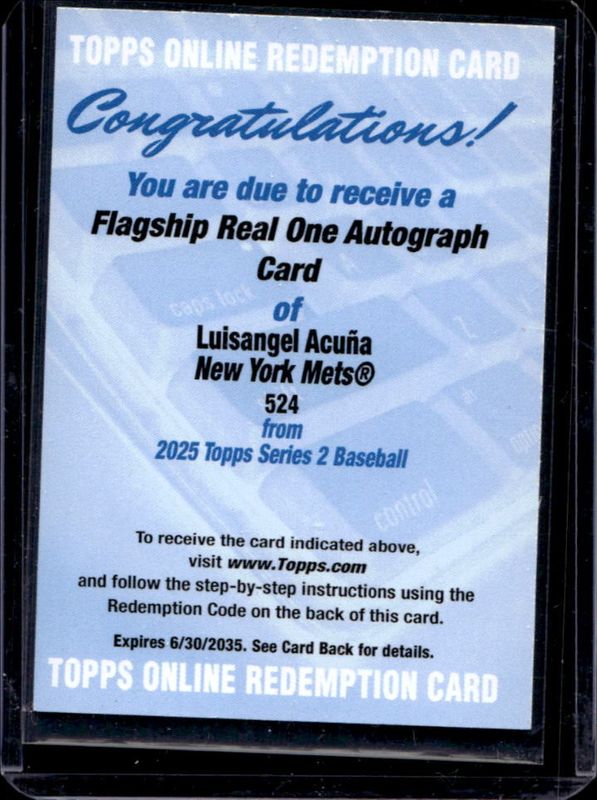 TOPPS ONLINE REDEMPTION CARD
Congratulations!
You are due to receive a
Flagship Real One Autograph
Card
of
Luisangel Acuña
New York Mets®
524
from
2025 Topps Series 2 Baseball
caps lock
Z
control
To receive the card indicated above,
visit www.Topps.com
and follow the step-by-step instructions using the
Redemption Code on the back of this card.
Expires 6/30/2035. See Card Back for details.
TOPPS ONLINE REDEMPTION CARD